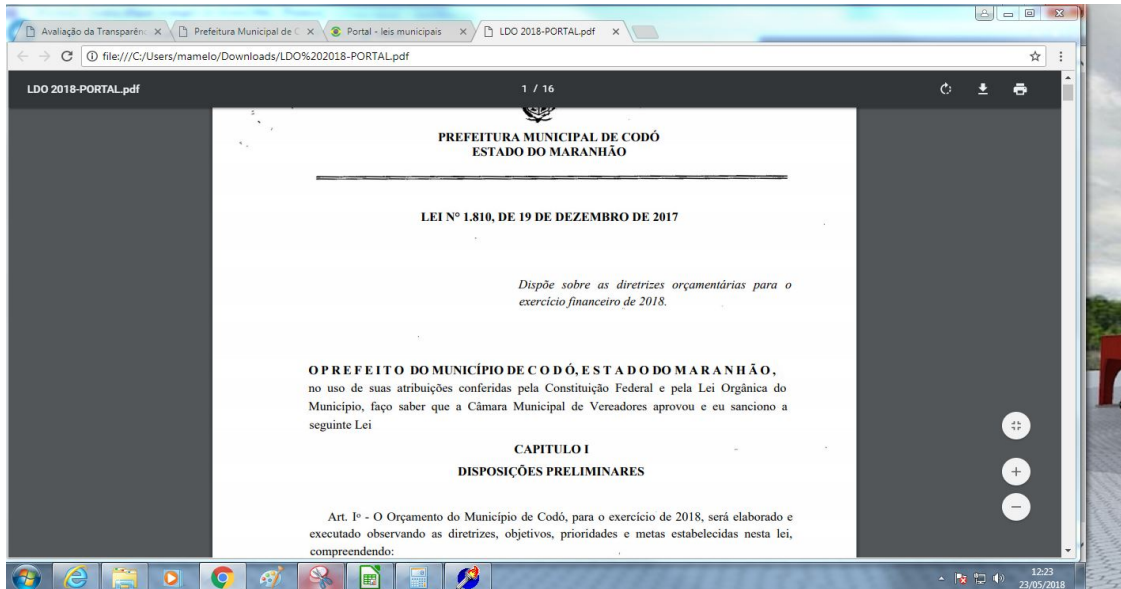 Avaliação da Transparênc
Prefeitura Municipal de C
Portal - leis municipais
LDO 2018-PORTAL.pdf
file:///C:/Users/mamelo/Downloads/LDO%202018-PORTAL.pdf
LDO 2018-PORTAL.pdf
1 / 16
PREFEITURA MUNICIPAL DE CODÓ
ESTADO DO MARANHÃO
LEI Nº 1.810, DE 19 DE DEZEMBRO DE 2017
Dispõe sobre as diretrizes orçamentárias para o
exercício financeiro de 2018.
O P R E F E I T O DO MUNICÍPIO DE C O D Ó, E S T A D O DO M A R A N H Ã O ,
no uso de suas atribuições conferidas pela Constituição Federal e pela Lei Orgânica do
Município, faço saber que a Câmara Municipal de Vereadores aprovou e eu sanciono a
seguinte Lei
CAPITULO I
DISPOSIÇÕES PRELIMINARES
Art. Iº - O Orçamento do Município de Codó, para o exercício de 2018, será elaborado e
executado observando as diretrizes, objetivos, prioridades e metas estabelecidas nesta lei,
compreendendo:
12:23
23/05/2018